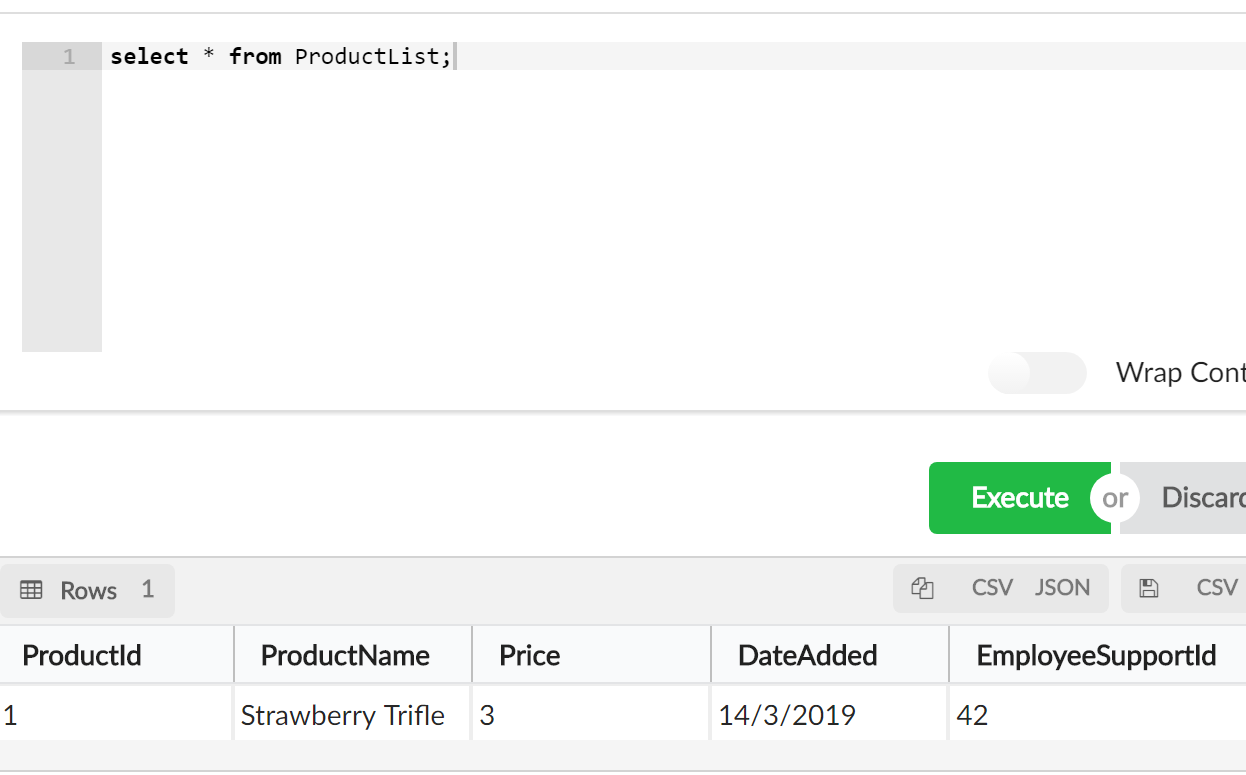 1 select * from ProductList;
Wrap Cont
Execute or Discard
Rows 1 CSV JSON CSV
ProductId ProductName Price DateAdded EmployeeSupportId
1 Strawberry Trifle 3 14/3/2019 42